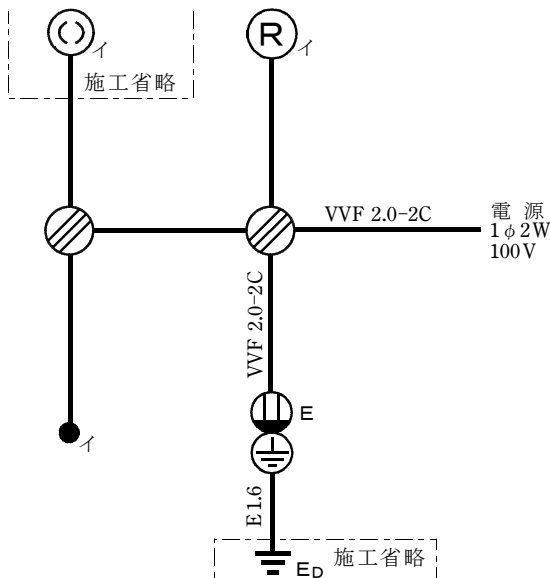 イ
施工省略
R
イ
VVF 2.0-2C
電 源
1φ2W
100V
VVF 2.0-2C
イ
E
E1.6
施工省略
ED